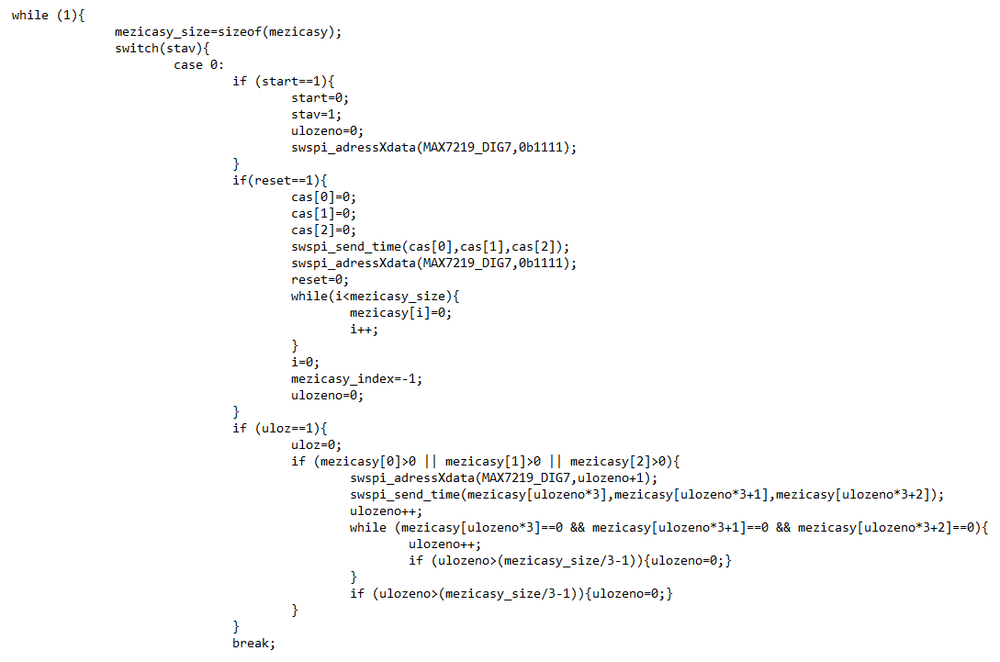 while (1){
mezicasy_size=sizeof(mezicasy);
switch(stav){
case 0:
if (start==1){
start=0;
stav=1;
ulozeno=0;
swspi_adressXdata(MAX7219_DIG7,0b1111);
}
if(reset==1){
cas[0]=0;
cas[1]=0;
cas[2]=0;
swspi_send_time(cas[0],cas[1],cas[2]);
swspi_adressXdata(MAX7219_DIG7,0b1111);
reset=0;
while(i<mezicasy_size){
mezicasy[i]=0;
i++;
}
i=0;
mezicasy_index=-1;
ulozeno=0;
}
if (uloz==1){
uloz=0;
if (mezicasy[0]>0 || mezicasy[1]>0 || mezicasy[2]>0){
swspi_adressXdata(MAX7219_DIG7,ulozeno+1);
swspi_send_time(mezicasy[ulozeno*3],mezicasy[ulozeno*3+1],mezicasy[ulozeno*3+2]);
ulozeno++;
while (mezicasy[ulozeno*3]==0 && mezicasy[ulozeno*3+1]==0 && mezicasy[ulozeno*3+2]==0){
ulozeno++;
if (ulozeno>(mezicasy_size/3-1)){ulozeno=0;}
}
if (ulozeno>(mezicasy_size/3-1)){ulozeno=0;}
}
}
break;